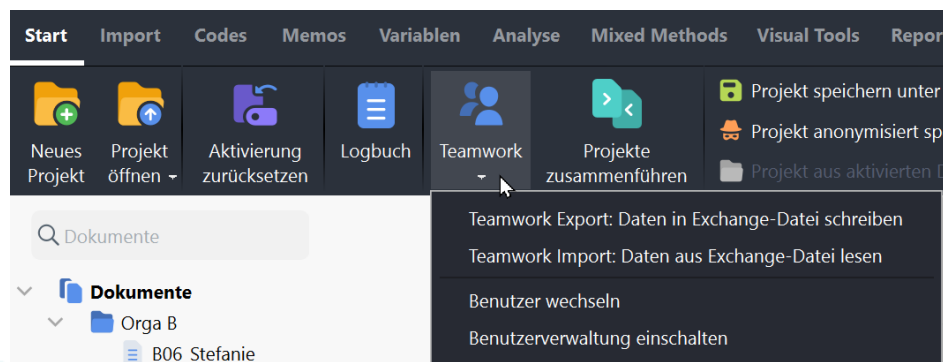 Start Import Codes Memos Variablen Analyse Mixed Methods Visual Tools Repor
Neues Projekt
Projekt öffnen
Aktivierung zurücksetzen
Logbuch
Teamwork
Projekte zusammenführen
Projekt speichern unter
Projekt anonymisiert sp
Projekt aus aktivierten D
Teamwork Export: Daten in Exchange-Datei schreiben
Teamwork Import: Daten aus Exchange-Datei lesen
Benutzer wechseln
Benutzerverwaltung einschalten
Dokumente
Dokumente
Orga B
B06 Stefanie